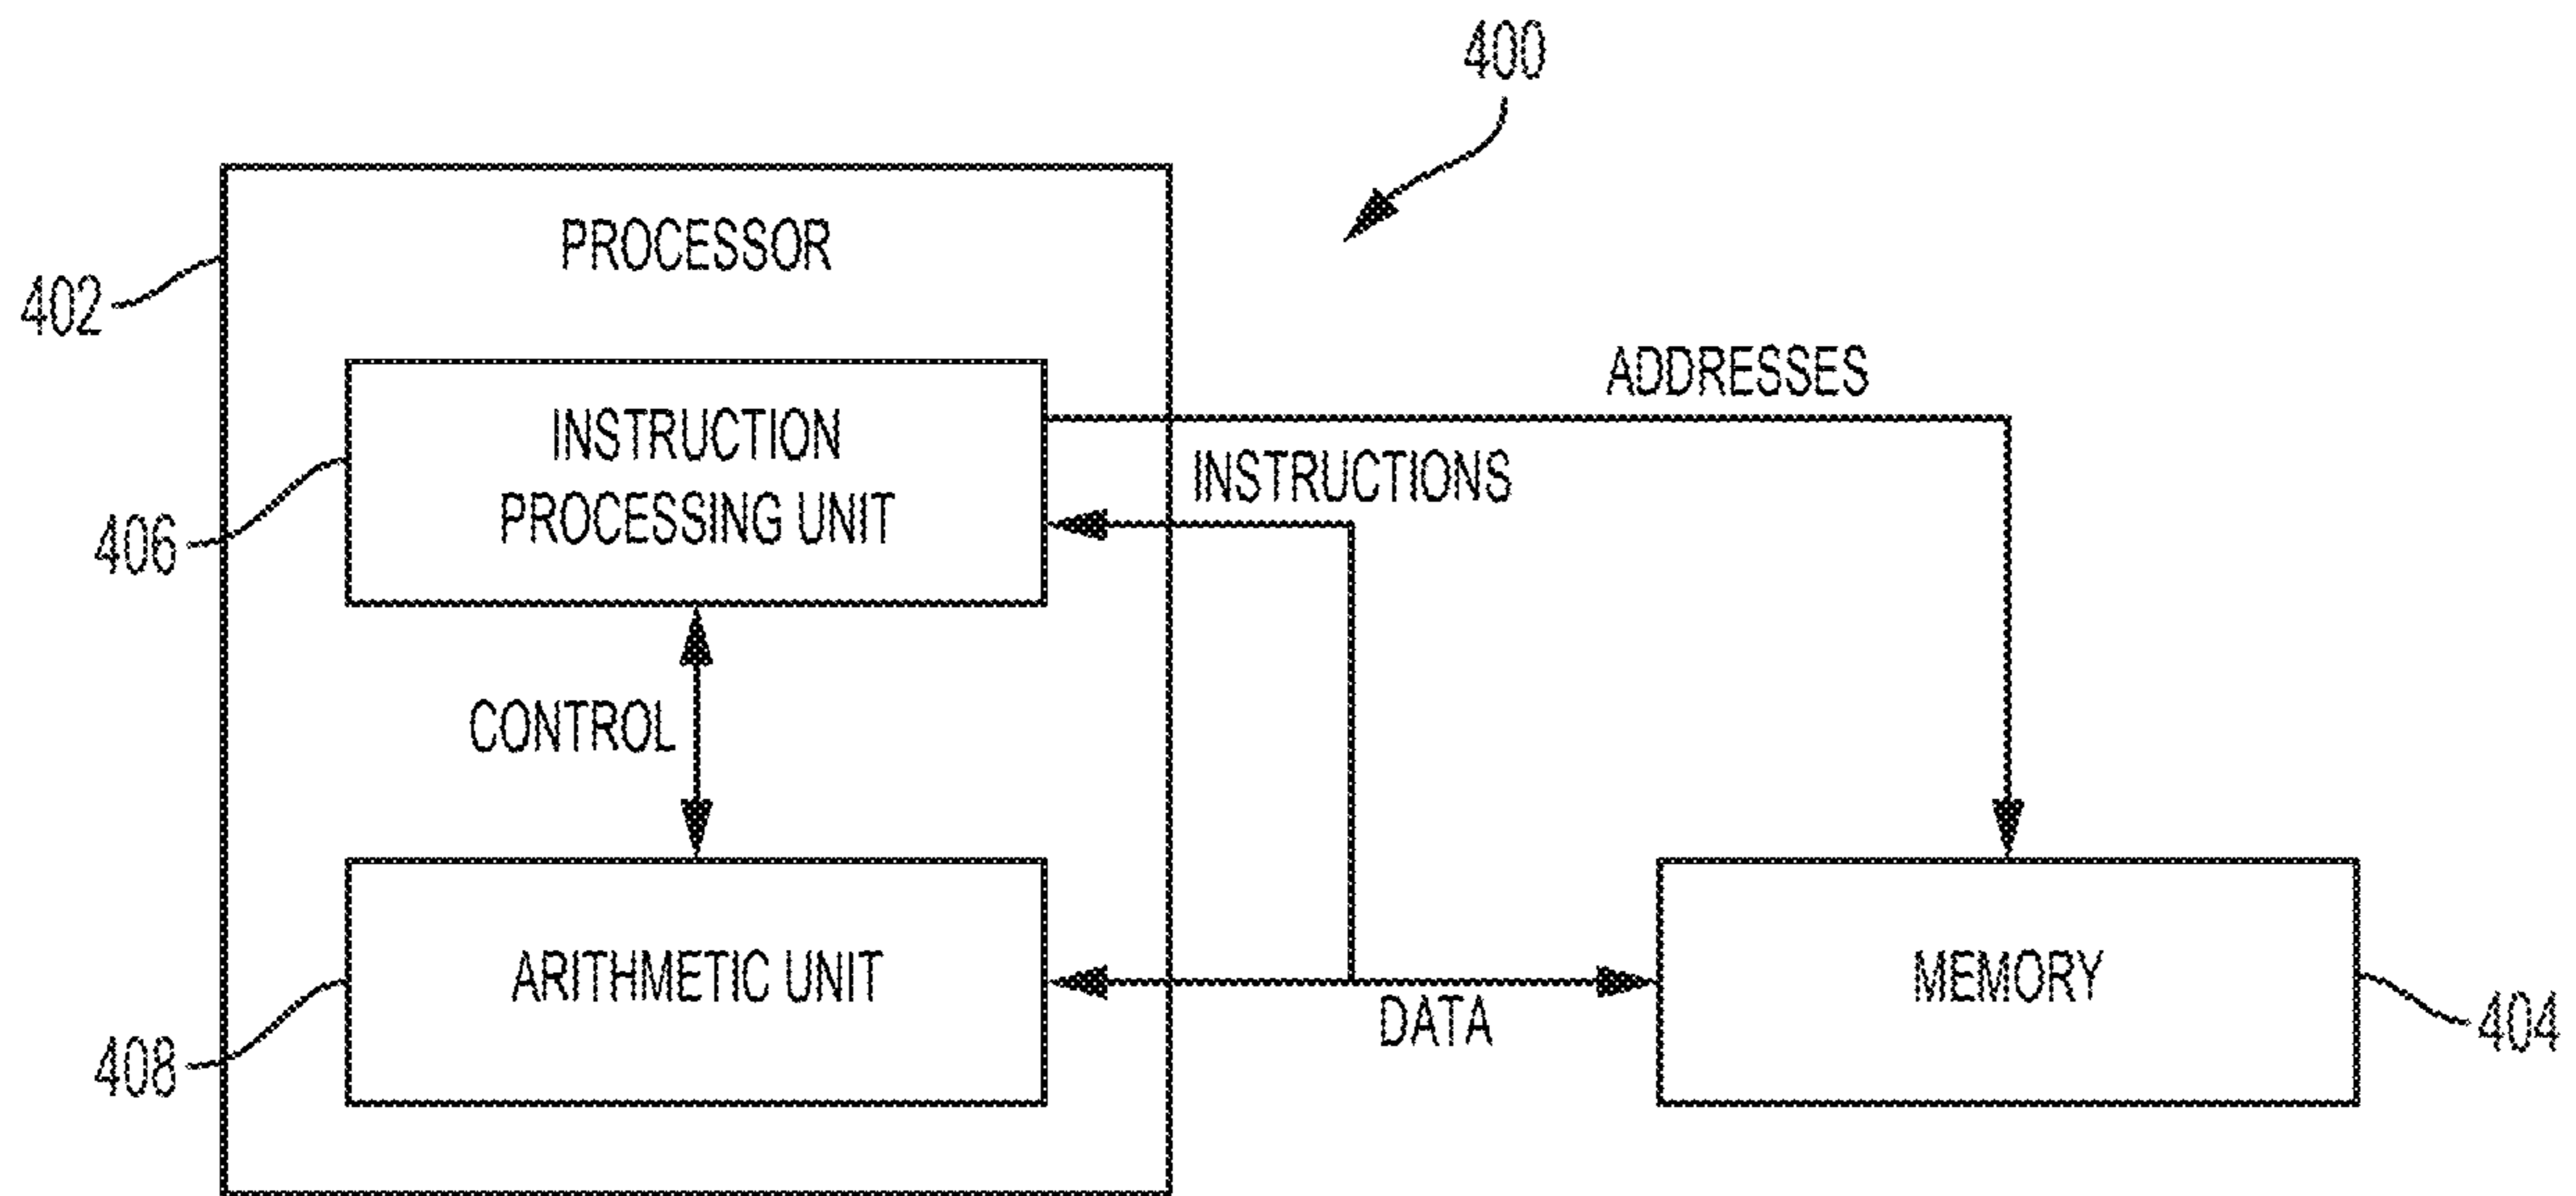 400
PROCESSOR
402
ADDRESSES
INSTRUCTION
PROCESSING UNIT
INSTRUCTIONS
406
CONTROL
ARITHMETIC UNIT
MEMORY
DATA
404
408